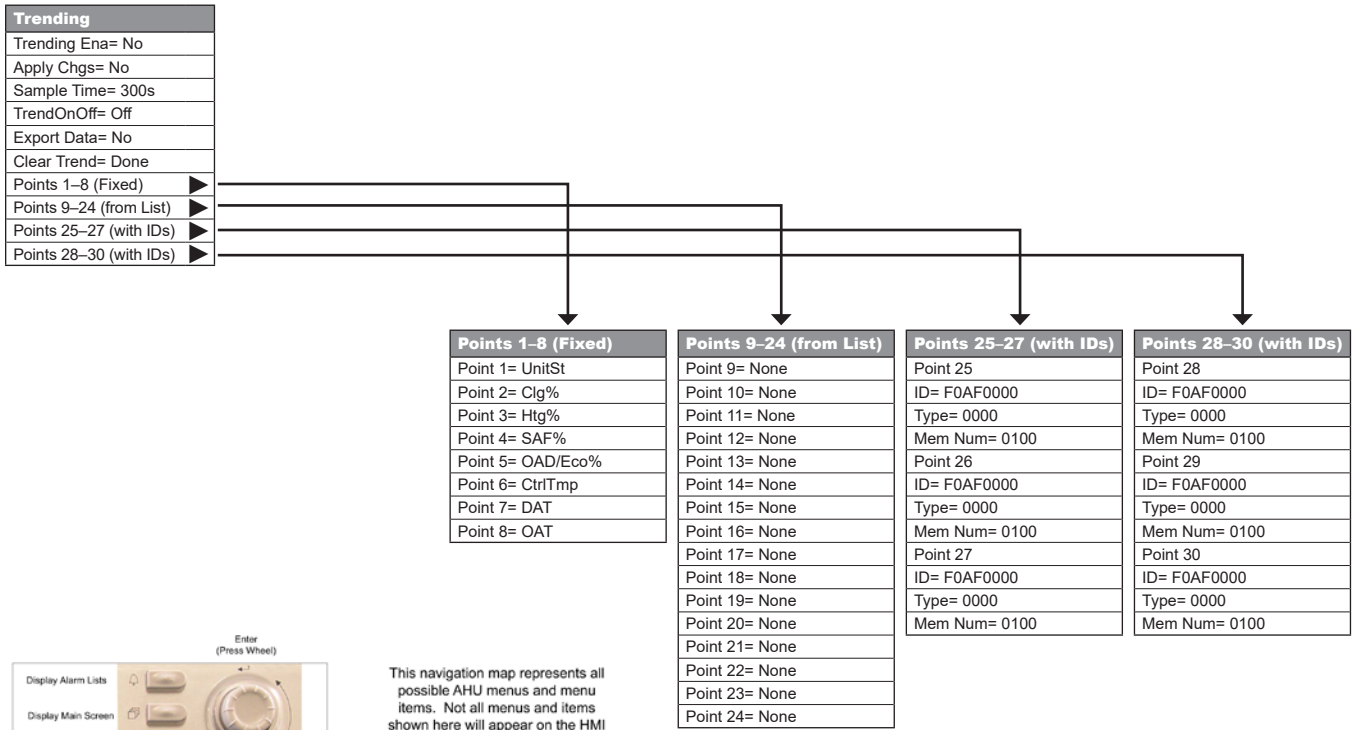 Trending
Trending Ena= No
Apply Chgs= No
Sample Time= 300s
TrendOnOff= Off
Export Data= No
Clear Trend= Done
Points 1–8 (Fixed)
Points 9–24 (from List)
Points 25–27 (with IDs)
Points 28–30 (with IDs)
Points 1–8 (Fixed)
Point 1= UnitSt
Point 2= Clg%
Point 3= Htg%
Point 4= SAF%
Point 5= OAD/Eco%
Point 6= CtrlTmp
Point 7= DAT
Point 8= OAT
Points 9–24 (from List)
Point 9= None
Point 10= None
Point 11= None
Point 12= None
Point 13= None
Point 14= None
Point 15= None
Point 16= None
Point 17= None
Point 18= None
Point 19= None
Point 20= None
Point 21= None
Point 22= None
Point 23= None
Point 24= None
Points 25–27 (with IDs)
Point 25
ID= F0AF0000
Type= 0000
Mem Num= 0100
Point 26
ID= F0AF0000
Type= 0000
Mem Num= 0100
Point 27
ID= F0AF0000
Type= 0000
Mem Num= 0100
Points 28–30 (with IDs)
Point 28
ID= F0AF0000
Type= 0000
Mem Num= 0100
Point 29
ID= F0AF0000
Type= 0000
Mem Num= 0100
Point 30
ID= F0AF0000
Type= 0000
Mem Num= 0100
Enter
(Press Wheel)
Display Alarm Lists
Display Main Screen
This navigation map represents all
possible AHU menus and menu
items. Not all menus and items
shown here will appear on the HMI